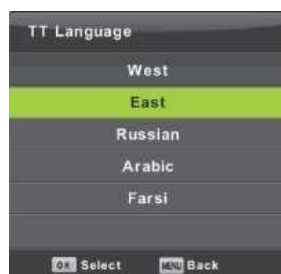 TT Language
West
East
Russian
Arabic
Farsi
OK Select MENU Back